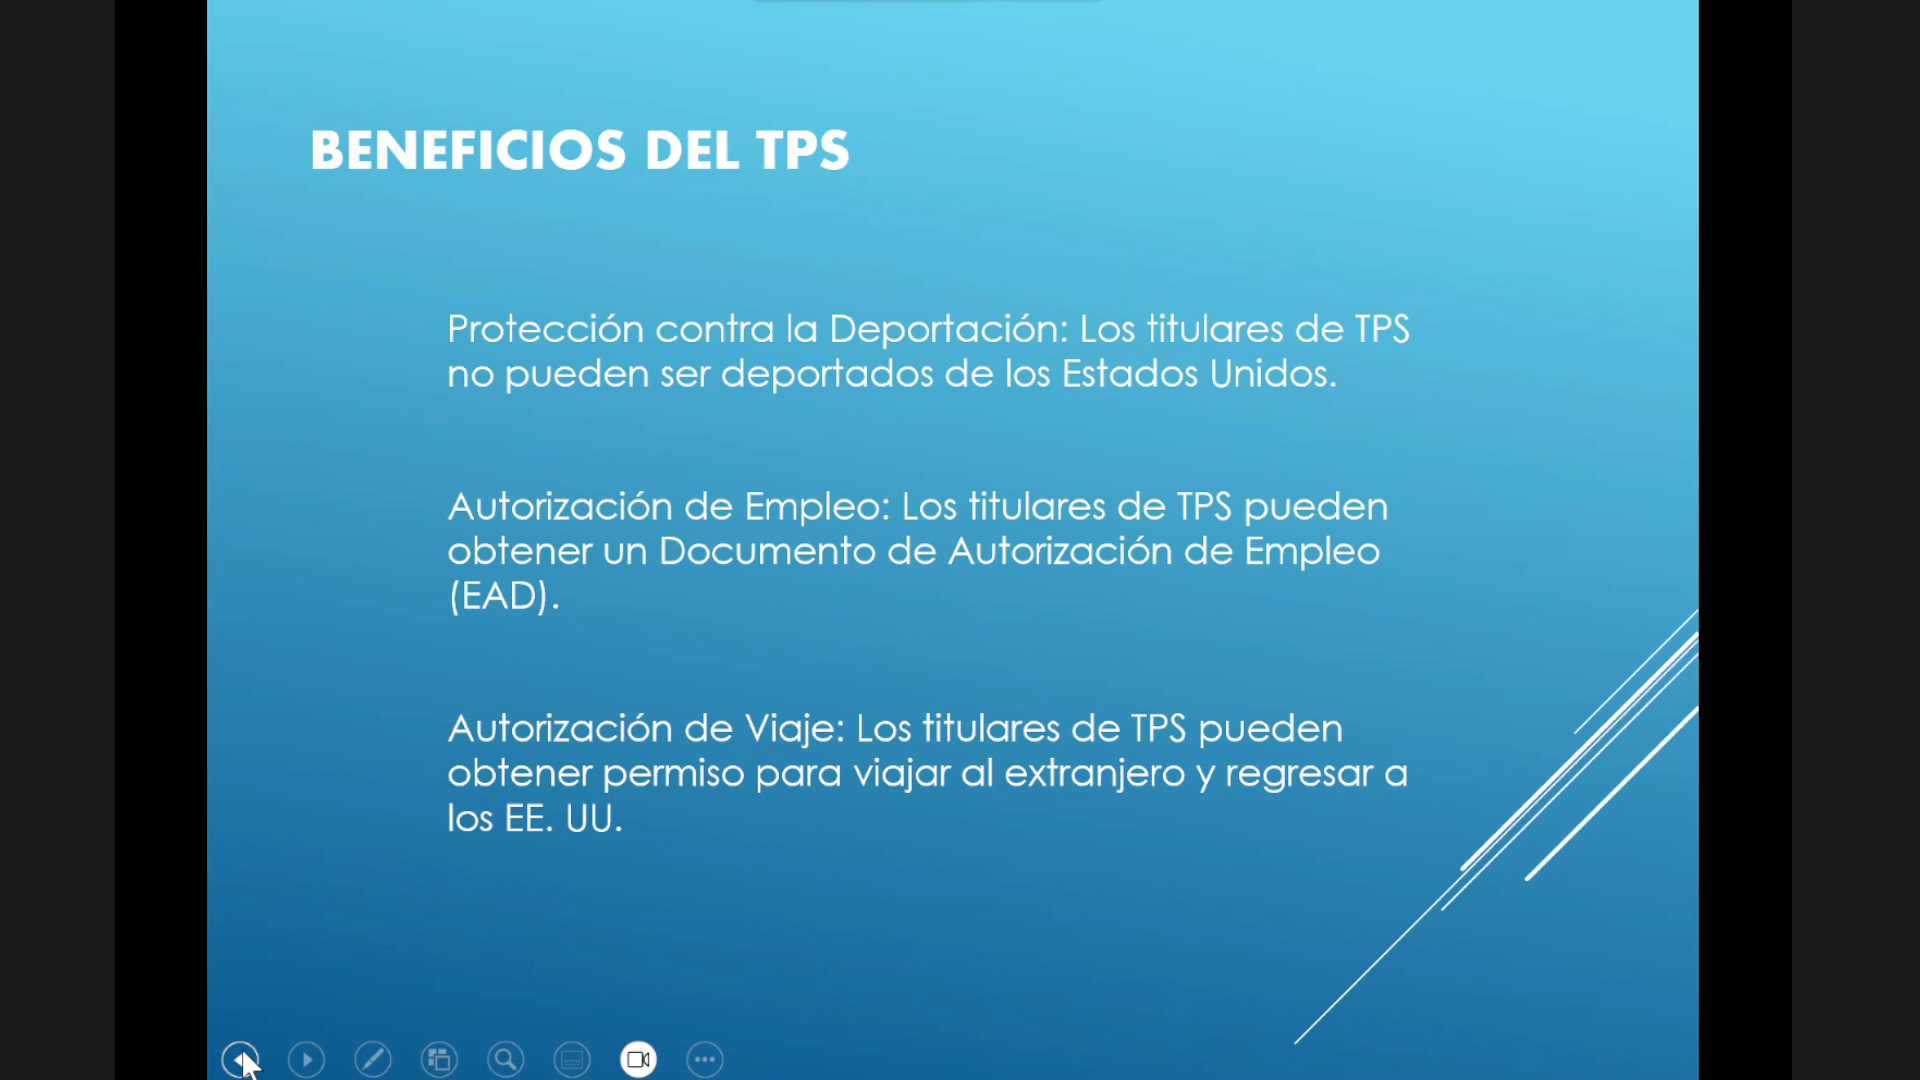 BENEFICIOS DEL TPS
Protección contra la Deportación: Los titulares de TPS
no pueden ser deportados de los Estados Unidos.
Autorización de Empleo: Los titulares de TPS pueden
obtener un Documento de Autorización de Empleo
(EAD).
Autorización de Viaje: Los titulares de TPS pueden
obtener permiso para viajar al extranjero y regresar a
los EE. UU.